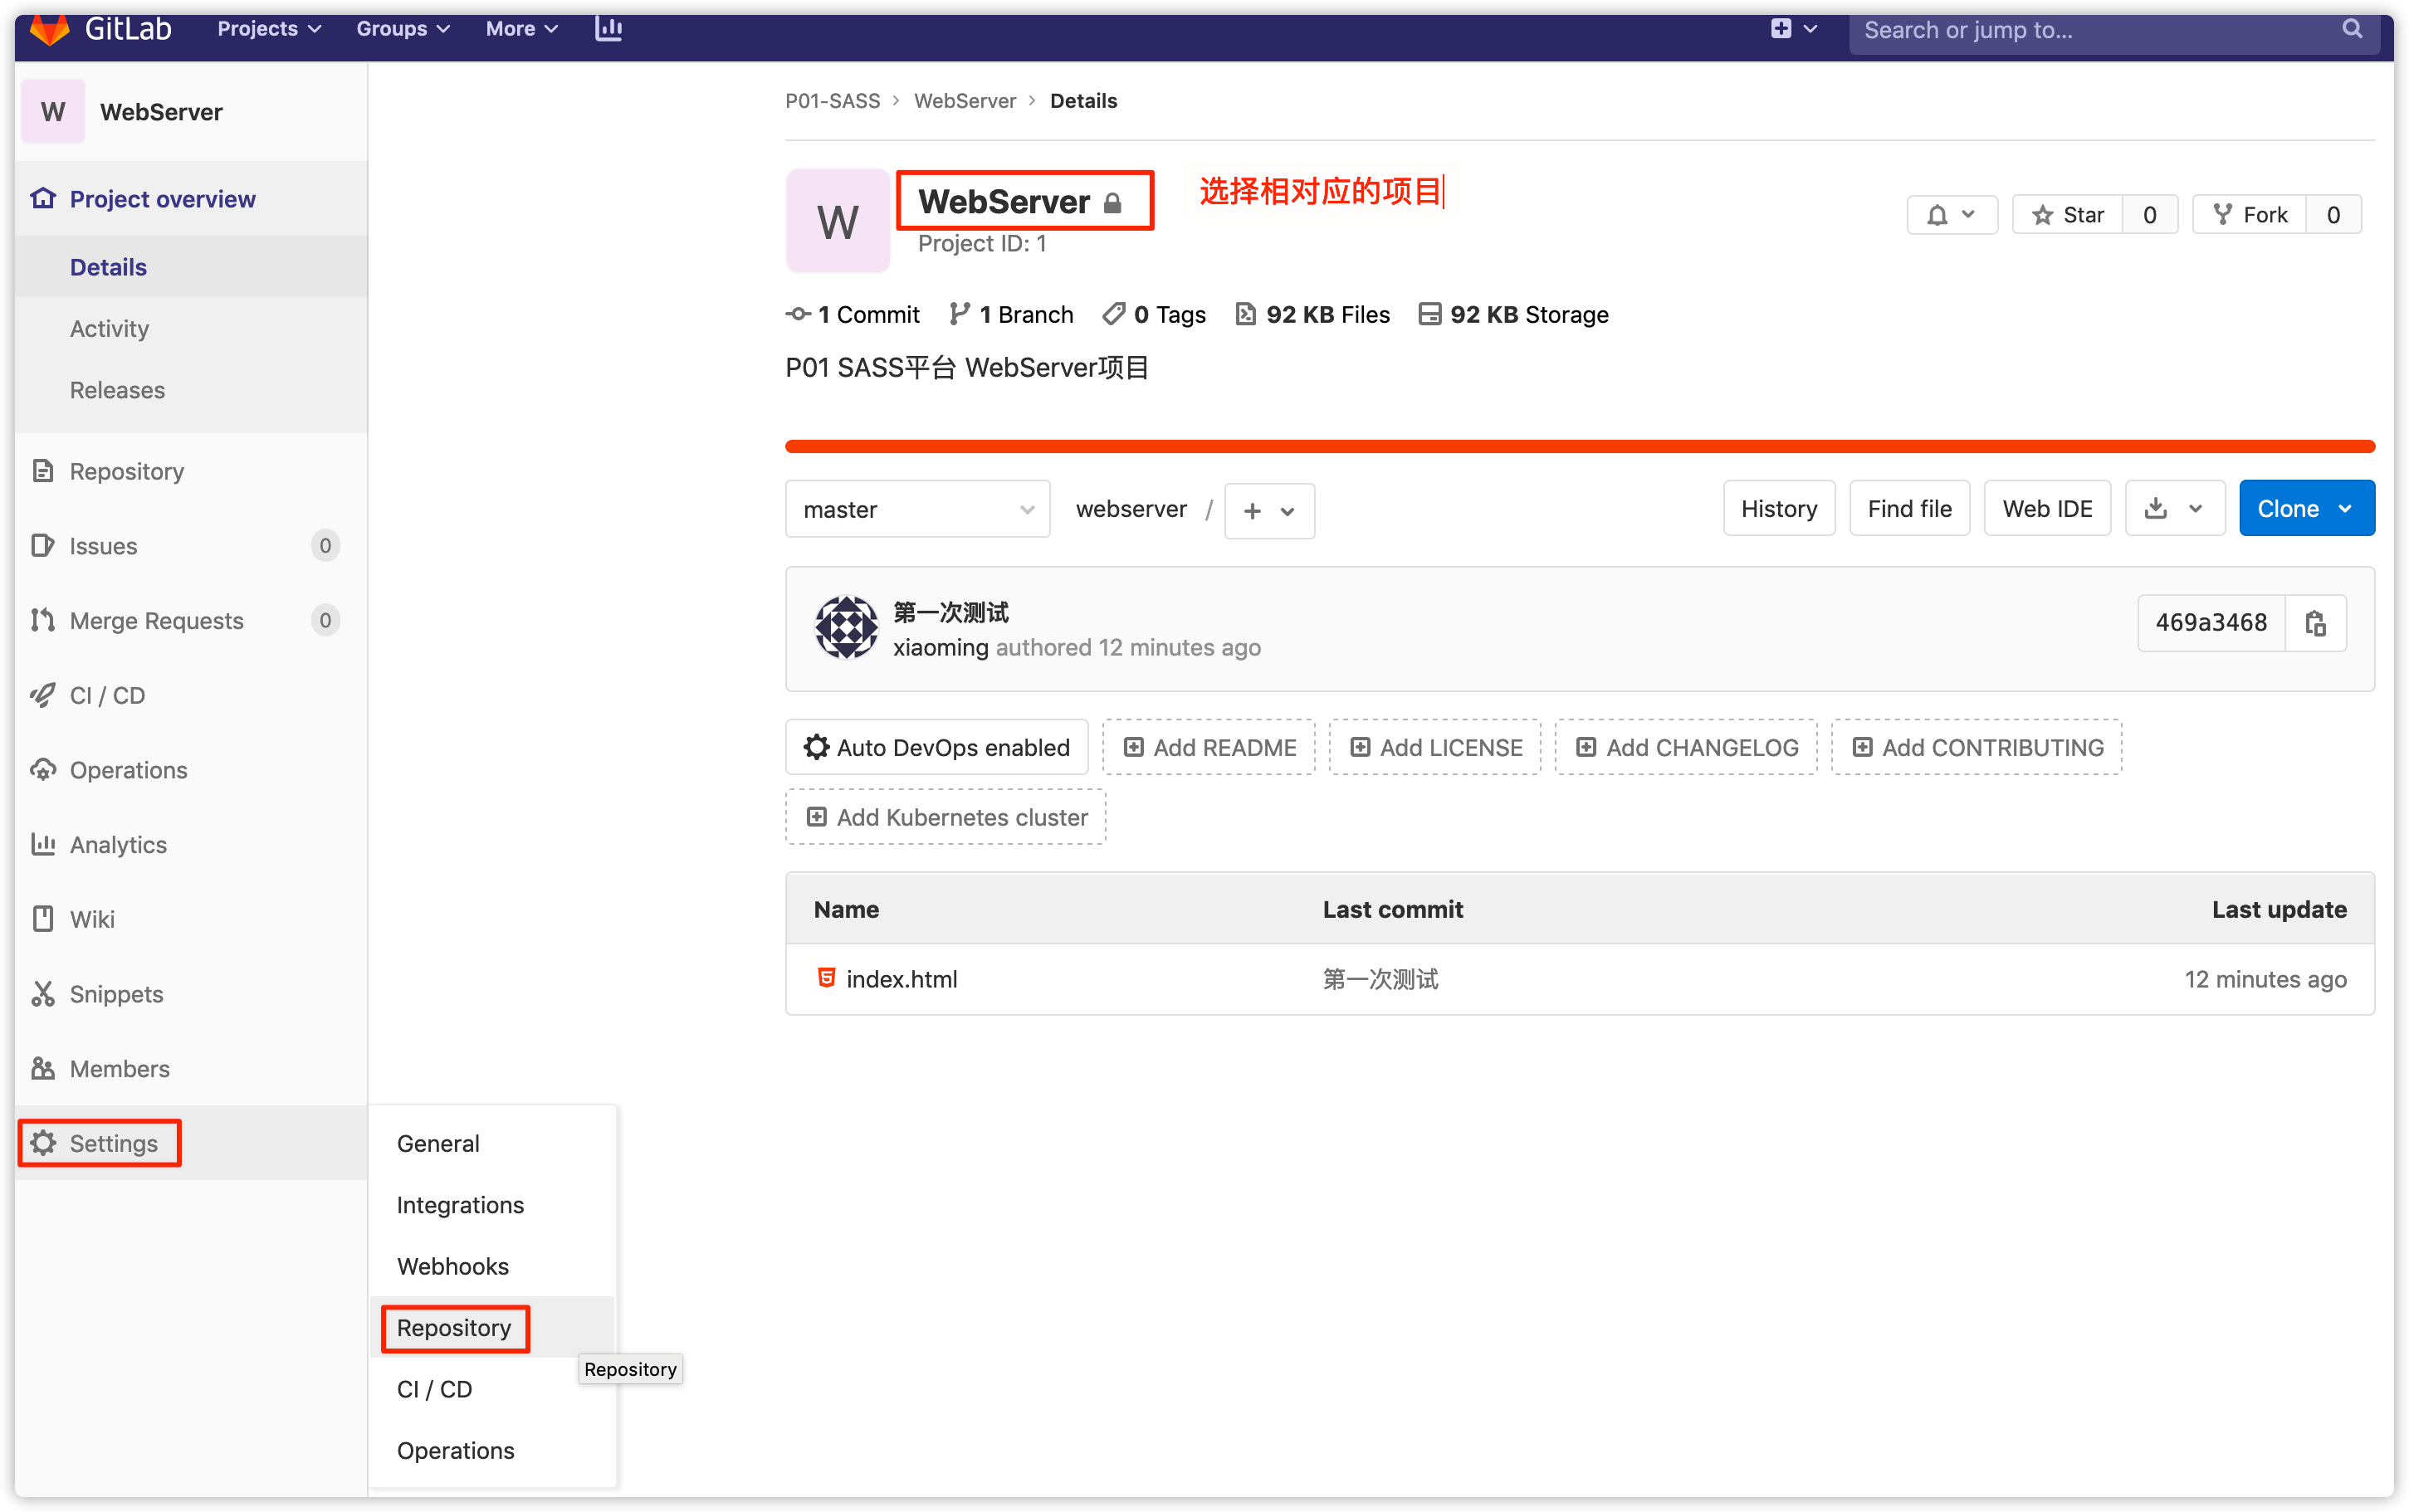 GitLab Projects Groups More Search or jump to...
W WebServer
Project overview
Details
Activity
Releases
Repository
Issues 0
Merge Requests 0
CI / CD
Operations
Analytics
Wiki
Snippets
Members
Settings
General
Integrations
Webhooks
Repository
Repository
CI / CD
Operations
P01-SASS > WebServer > Details
W
WebServer
选择相对应的项目
Project ID: 1
Star 0 Fork 0
1 Commit 1 Branch 0 Tags 92 KB Files 92 KB Storage
P01 SASS平台 WebServer项目
master webserver / + History Find file Web IDE Clone
第一次测试
xiaoming authored 12 minutes ago
469a3468
Auto DevOps enabled Add README Add LICENSE Add CHANGELOG Add CONTRIBUTING
Add Kubernetes cluster
Name Last commit Last update
index.html 第一次测试 12 minutes ago